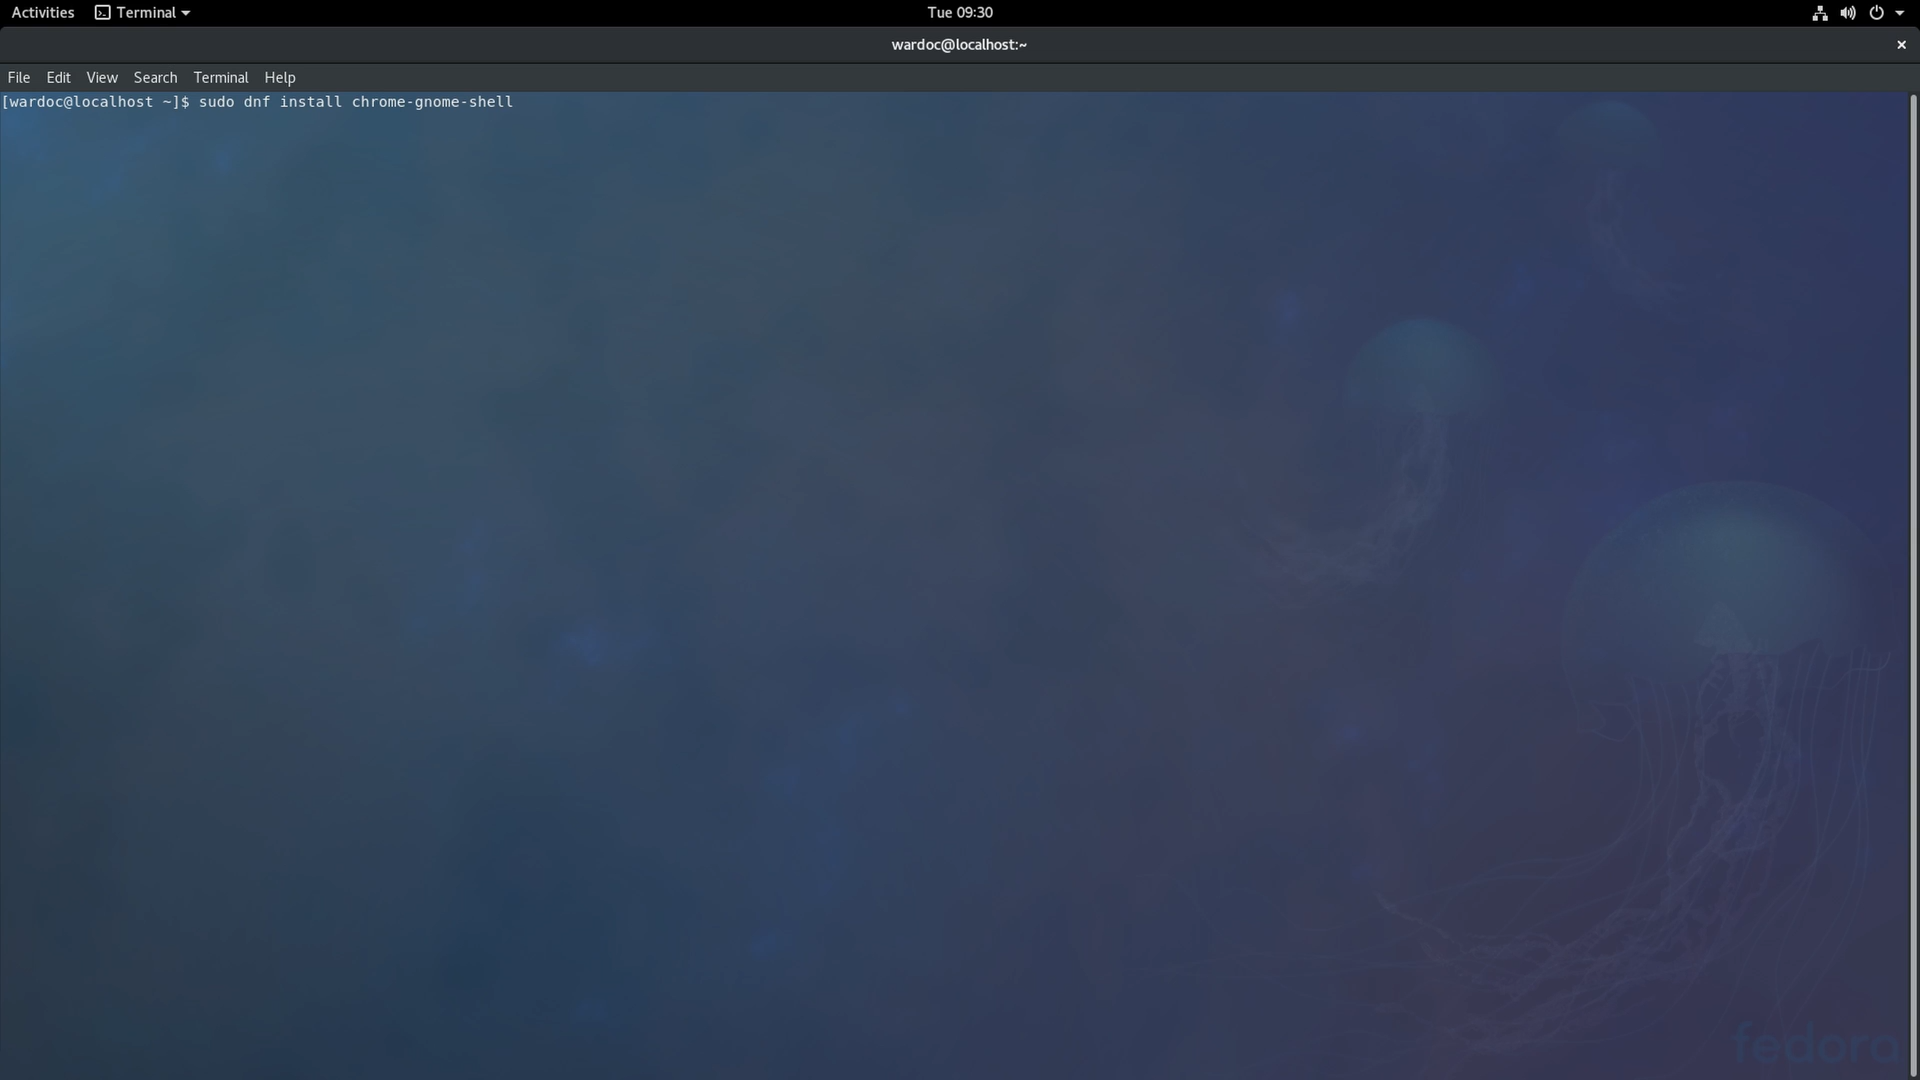 Activities Terminal Tue 09:30
wardoc@localhost:~
File Edit View Search Terminal Help
[wardoc@localhost ~]$ sudo dnf install chrome-gnome-shell
fedora